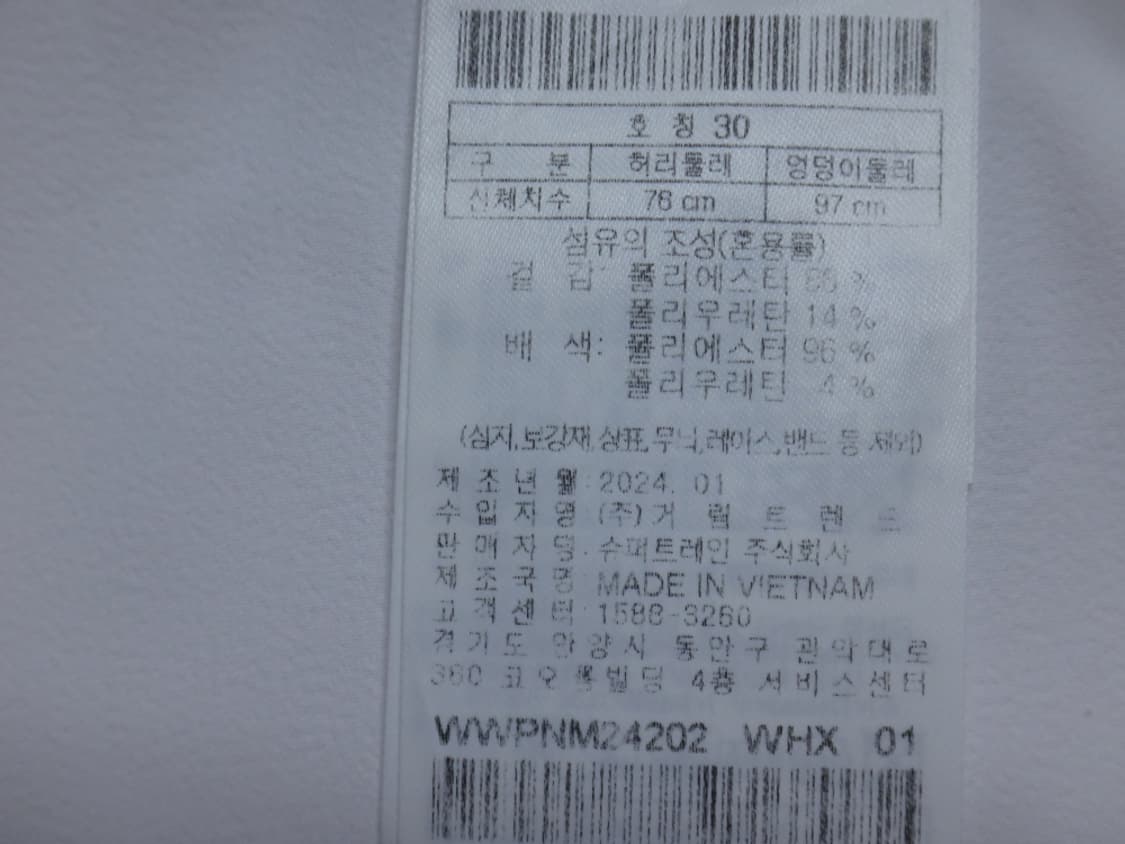 호 칭 30
구 분 허리둘레 엉덩이둘레
신체치수 76 cm 97 cm
섬유의 조성(혼용률)
겉 감: 폴리에스터 86 %
폴리우레탄 14 %
배 색: 폴리에스터 96 %
폴리우레탄 4 %
(심지,보강재,상표,무늬,레이스,밴드 등 제외)
제 조 년 월: 2024. 01
수 입 자 명: (주)
판 매 자 명: 슈퍼트레인 주식회사
제 조 국 명: MADE IN VIETNAM
고 객 센 터: 1588-3260
경 기 도 안 양 시 동 안 구 관 악 대 로
360 코 오 롱 빌 딩 4층 서 비 스 센 터
WWPNM24202 WHX 01